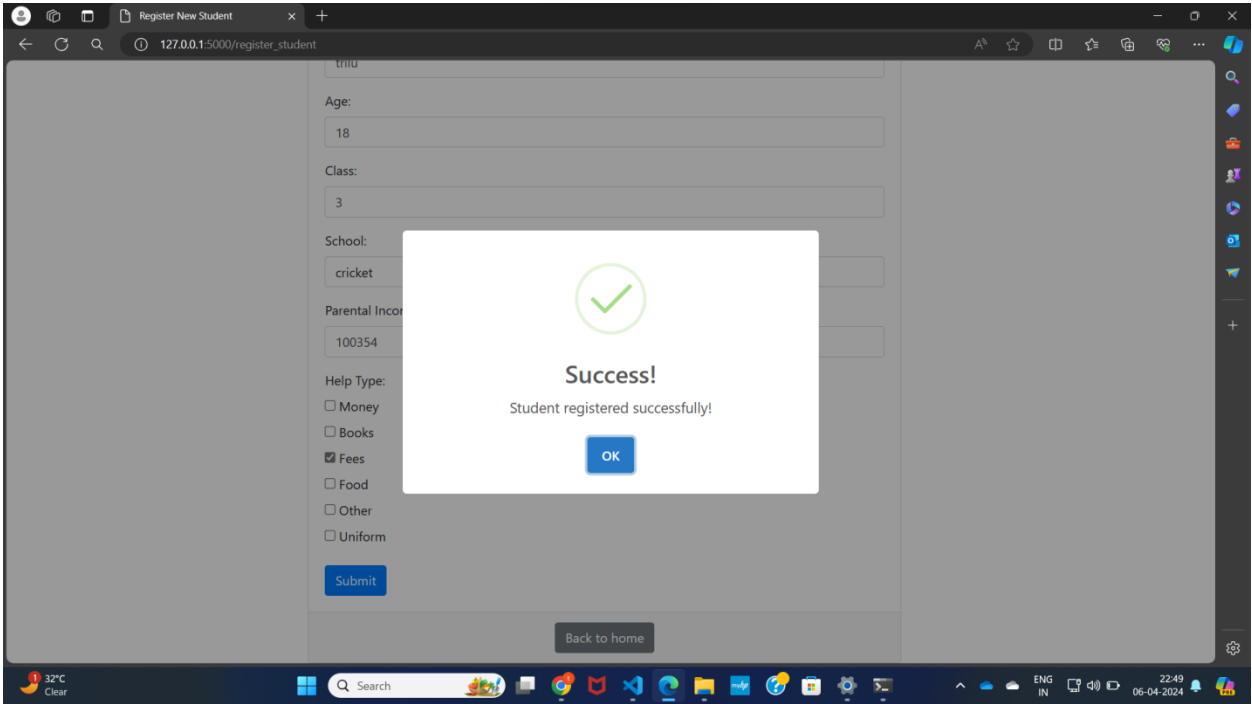 Register New Student
127.0.0.1:5000/register_student
trilu
Age:
18
Class:
3
School:
cricket
Parental Incor
100354
Help Type:
Money
Books
Fees
Food
Other
Uniform
Submit
Success!
Student registered successfully!
OK
Back to home
1
32°C
Clear
Search
ENG
IN
22:49
06-04-2024